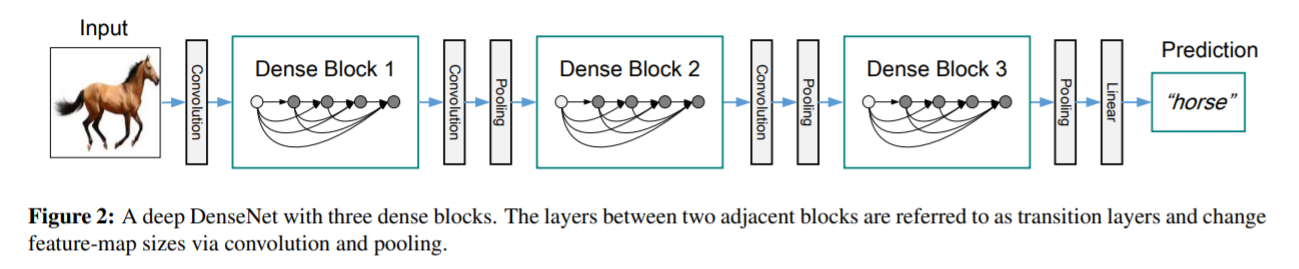 Input
Convolution
Dense Block 1
Convolution
Pooling
Dense Block 2
Convolution
Pooling
Dense Block 3
Pooling
Linear
Prediction
“horse”
Figure 2: A deep DenseNet with three dense blocks. The layers between two adjacent blocks are referred to as transition layers and change
feature-map sizes via convolution and pooling.